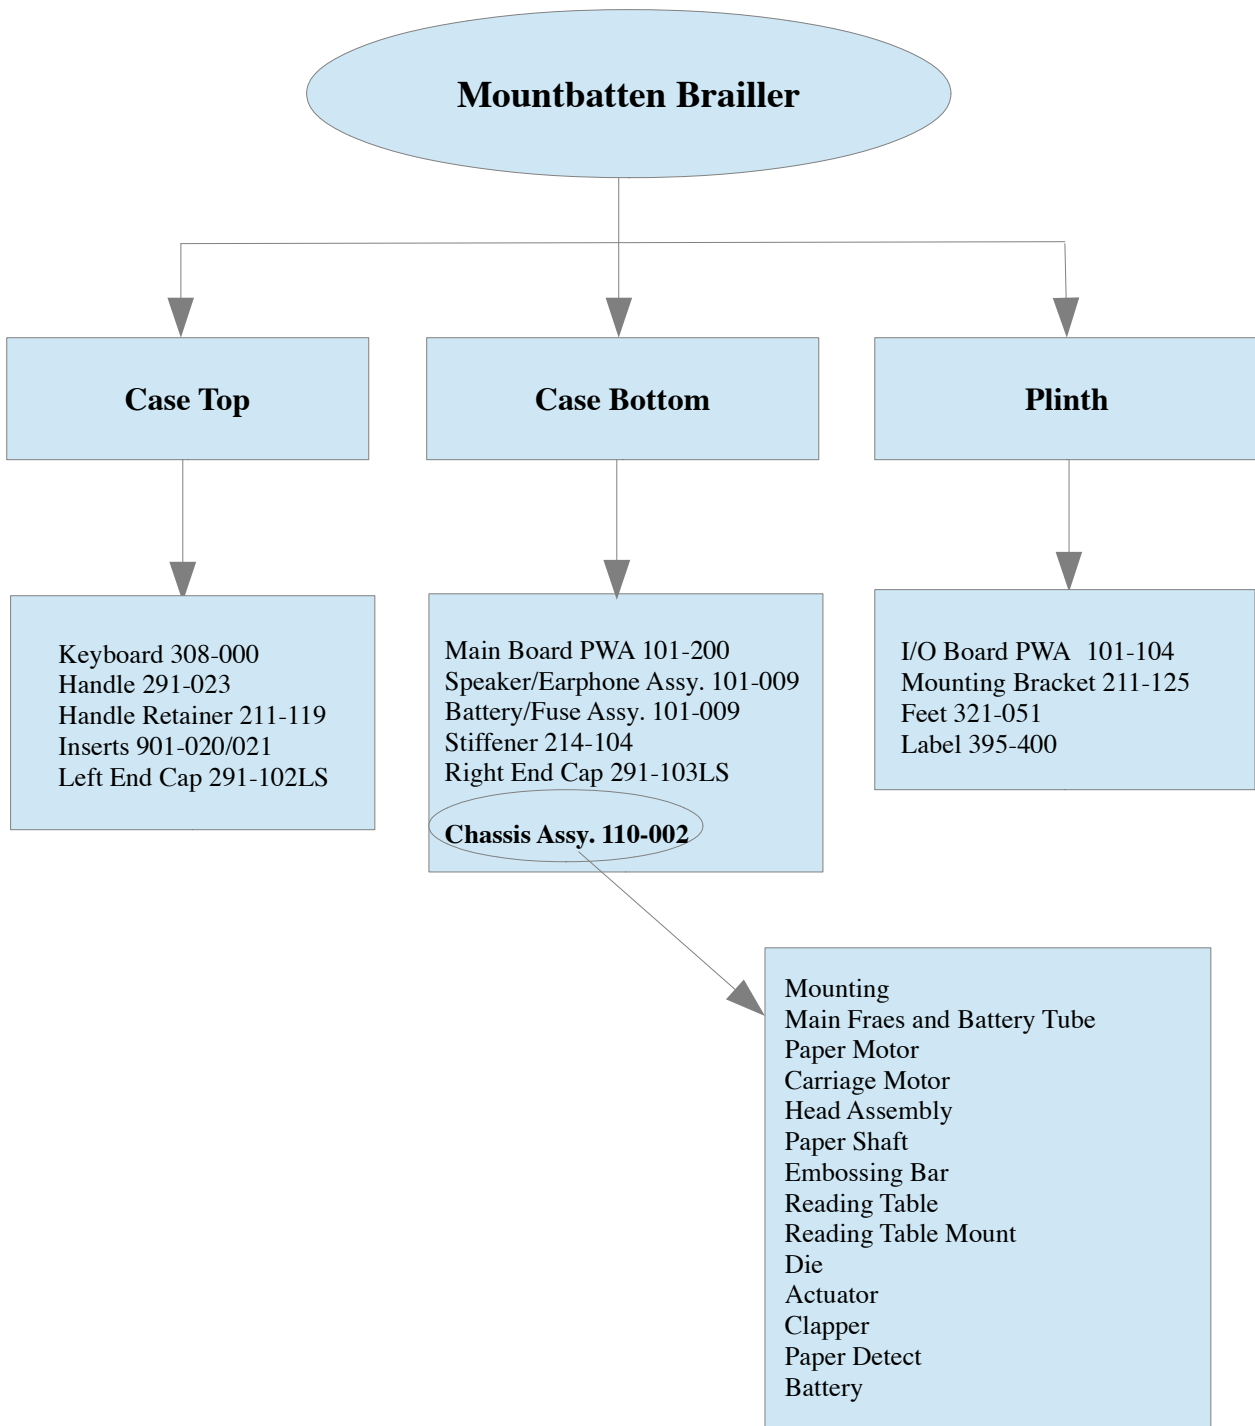 Mountbatten Brailler
Case Top
Case Bottom
Plinth
Keyboard 308-000
Handle 291-023
Handle Retainer 211-119
Inserts 901-020/021
Left End Cap 291-102LS
Main Board PWA 101-200
Speaker/Earphone Assy. 101-009
Battery/Fuse Assy. 101-009
Stiffener 214-104
Right End Cap 291-103LS
Chassis Assy. 110-002
I/O Board PWA  101-104
Mounting Bracket 211-125
Feet 321-051
Label 395-400
Mounting
Main Fraes and Battery Tube
Paper Motor
Carriage Motor
Head Assembly
Paper Shaft
Embossing Bar
Reading Table
Reading Table Mount
Die
Actuator
Clapper
Paper Detect
Battery